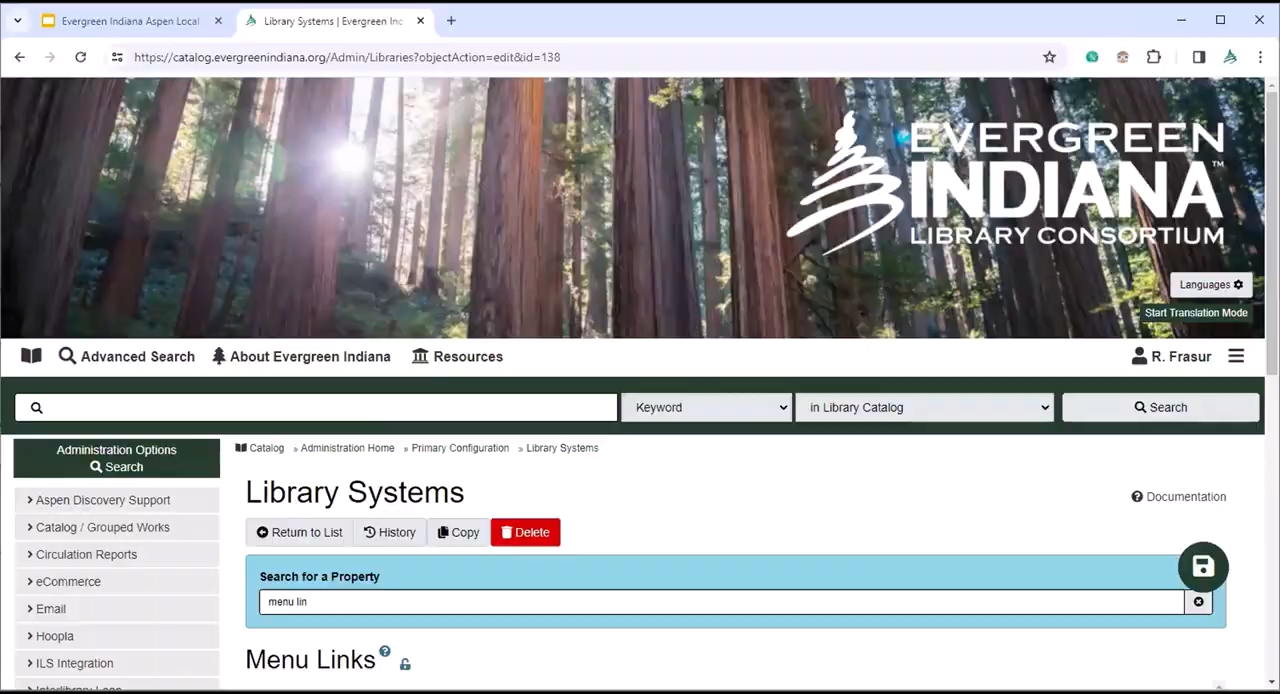 Evergreen Indiana Aspen Local
Library Systems | Evergreen Inc
https://catalog.evergreenindiana.org/Admin/Libraries?objectAction=edit&id=138
EVERGREEN
INDIANA™
LIBRARY CONSORTIUM
Languages
Start Translation Mode
Advanced Search
About Evergreen Indiana
Resources
R. Frasur
Keyword
in Library Catalog
Search
Administration Options
Search
Catalog » Administration Home » Primary Configuration » Library Systems
Library Systems
Documentation
Return to List
History
Copy
Delete
Search for a Property
menu lin
Menu Links
Aspen Discovery Support
Catalog / Grouped Works
Circulation Reports
eCommerce
Email
Hoopla
ILS Integration
Interlibrary Loan